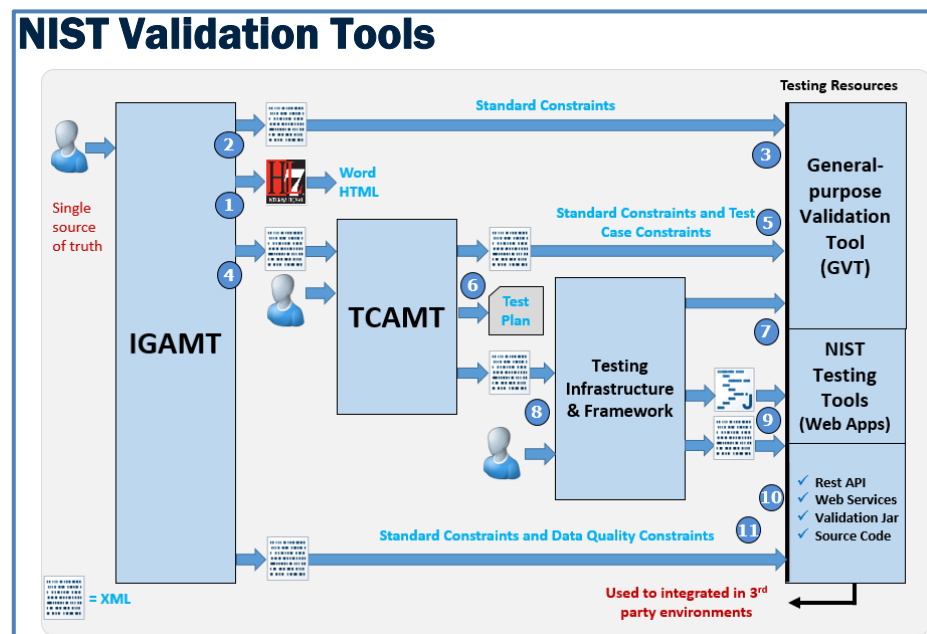 NIST Validation Tools
Testing Resources
Standard Constraints
2
3
General-
purpose
Validation
Tool
(GVT)
HL7
INTERNATIONAL
Word
HTML
1
Single
source
of truth
Standard Constraints and Test
Case Constraints
5
4
6
Test
Plan
IGAMT
TCAMT
7
NIST
Testing
Tools
(Web Apps)
Testing
Infrastructure
& Framework
J
8
9
10
✓ Rest API
✓ Web Services
✓ Validation Jar
✓ Source Code
Standard Constraints and Data Quality Constraints
11
= XML
Used to integrated in 3rd
party environments